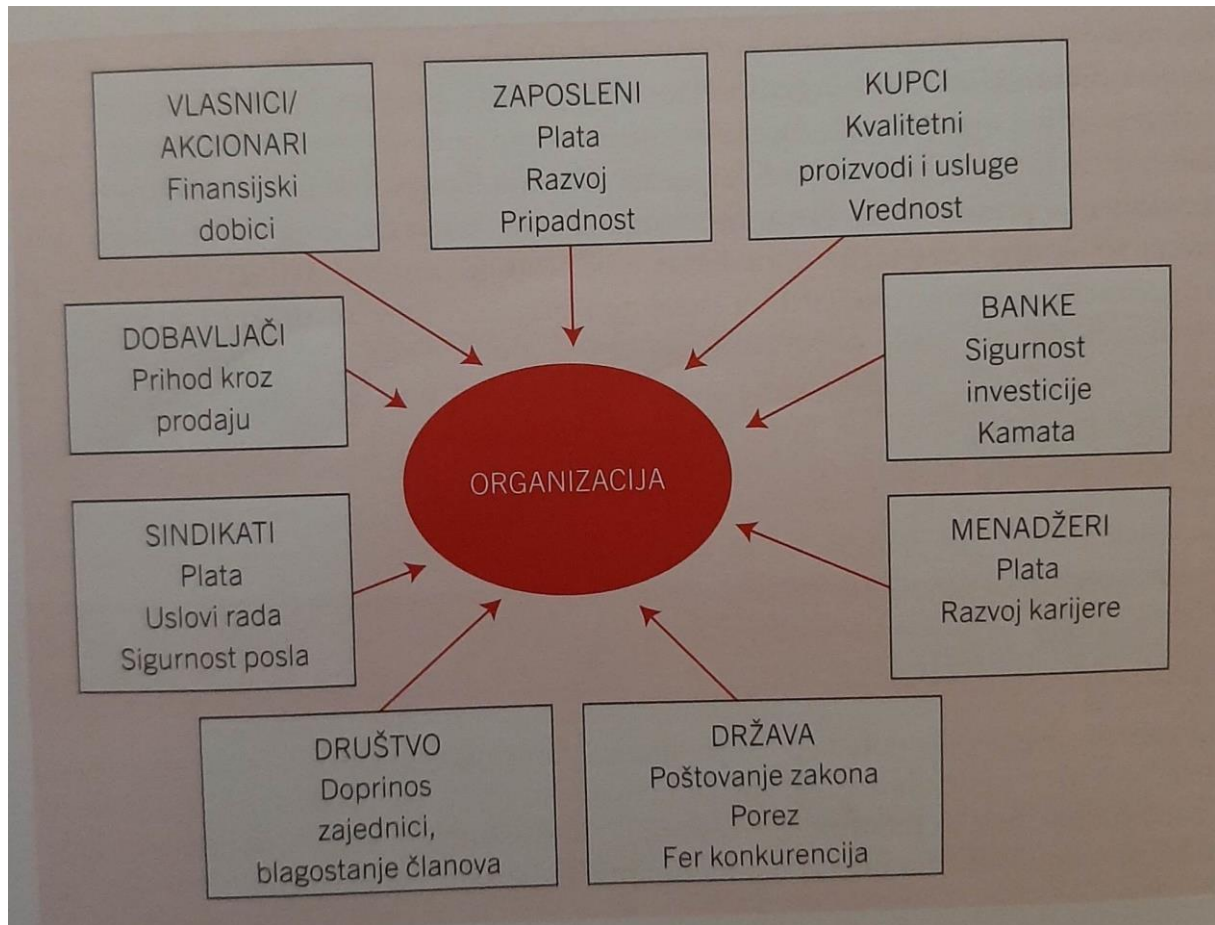 VLASNICI/
AKCIONARI
Finansijski
dobici
ZAPOSLENI
Plata
Razvoj
Pripadnost
KUPCI
Kvalitetni
proizvodi i usluge
Vrednost
DOBAVLJAČI
Prihod kroz
prodaju
BANKE
Sigurnost
investicije
Kamata
ORGANIZACIJA
SINDIKATI
Plata
Uslovi rada
Sigurnost posla
MENADŽERI
Plata
Razvoj karijere
DRUŠTVO
Doprinos
zajednici,
blagostanje članova
DRŽAVA
Poštovanje zakona
Porez
Fer konkurencija